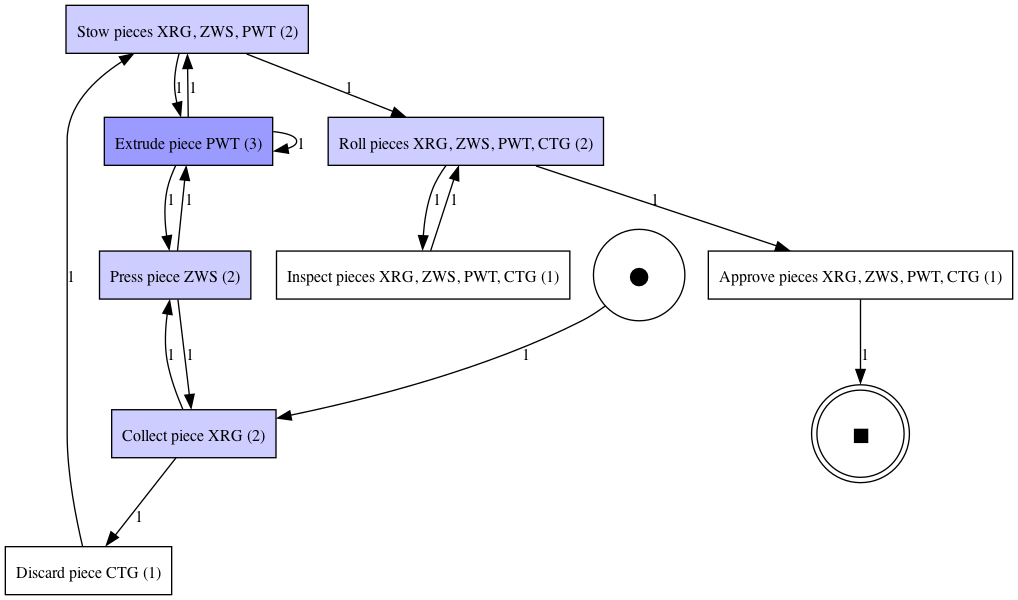 Stow pieces XRG, ZWS, PWT (2)
1
1
1
Extrude piece PWT (3)
1
Roll pieces XRG, ZWS, PWT, CTG (2)
1
1
1
1
1
Press piece ZWS (2)
Inspect pieces XRG, ZWS, PWT, CTG (1)
Approve pieces XRG, ZWS, PWT, CTG (1)
1
1
1
1
1
Collect piece XRG (2)
1
Discard piece CTG (1)